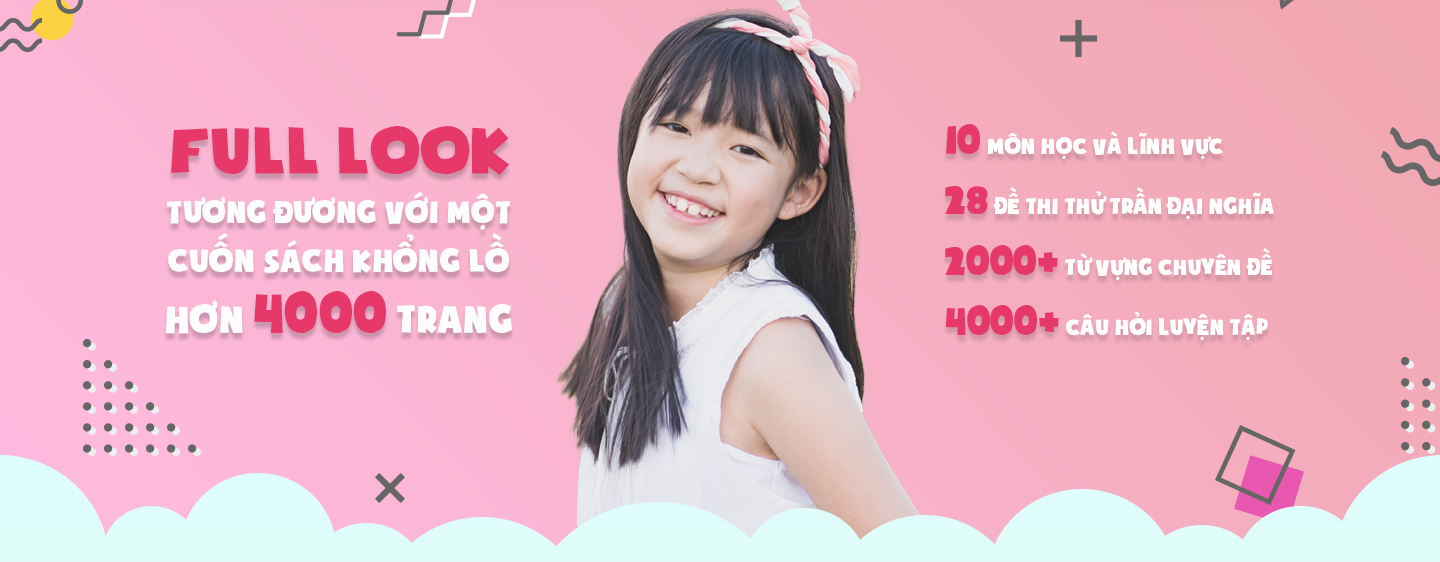 FULL LOOK
TƯƠNG ĐƯƠNG VỚI MỘT
CUỐN SÁCH KHỔNG LỒ
HƠN 4000 TRANG
10 MÔN HỌC VÀ LĨNH VỰC
28 ĐỀ THI THỬ TRẦN ĐẠI NGHĨA
2000+ TỪ VỰNG CHUYÊN ĐỀ
4000+ CÂU HỎI LUYỆN TẬP